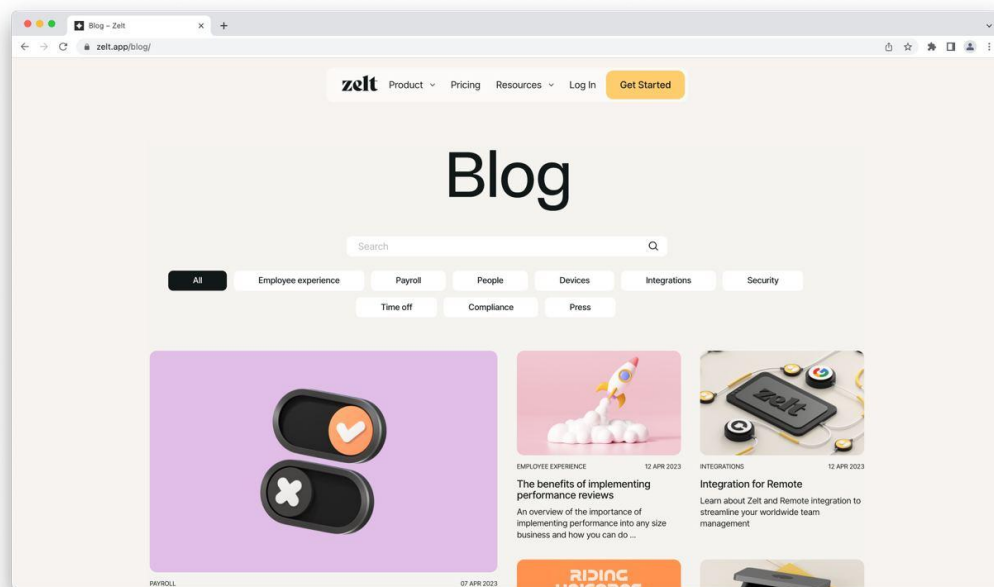 Blog – Zelt
zelt.app/blog/
zelt Product Pricing Resources Log In Get Started
Blog
Search
All Employee experience Payroll People Devices Integrations Security
Time off Compliance Press
zelt
EMPLOYEE EXPERIENCE 12 APR 2023
The benefits of implementing
performance reviews
An overview of the importance of
implementing performance into any size
business and how you can do ...
INTEGRATIONS 12 APR 2023
Integration for Remote
Learn about Zelt and Remote integration to
streamline your worldwide team
management
PAYROLL 07 APR 2023
RIDING
UNICORNS